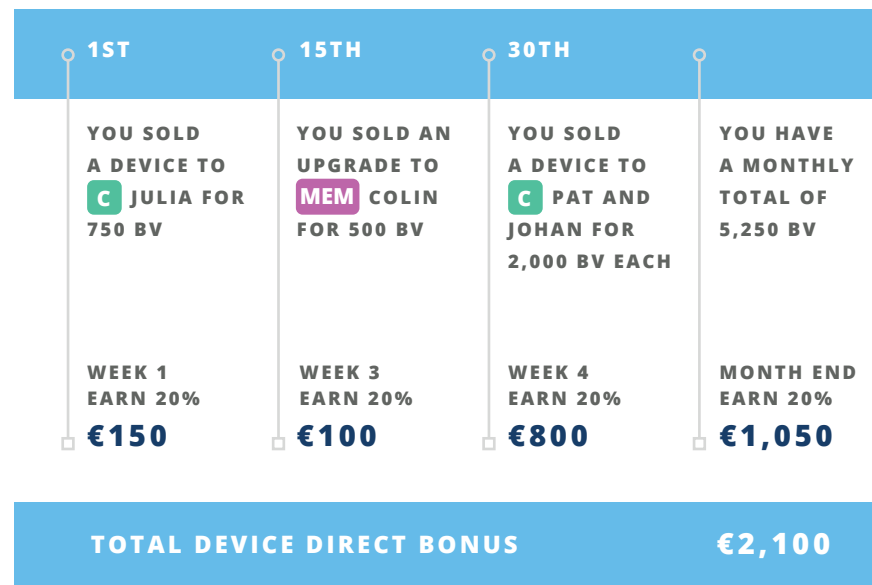 1ST
YOU SOLD
A DEVICE TO
C JULIA FOR
750 BV
WEEK 1
EARN 20%
€150
15TH
YOU SOLD AN
UPGRADE TO
MEM COLIN
FOR 500 BV
WEEK 3
EARN 20%
€100
30TH
YOU SOLD
A DEVICE TO
C PAT AND
JOHAN FOR
2,000 BV EACH
WEEK 4
EARN 20%
€800
YOU HAVE
A MONTHLY
TOTAL OF
5,250 BV
MONTH END
EARN 20%
€1,050
TOTAL DEVICE DIRECT BONUS €2,100